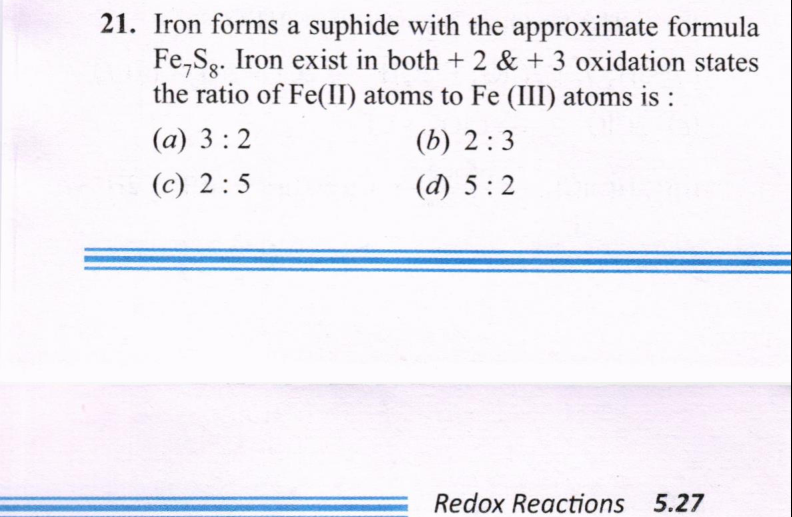 21. Iron forms a suphide with the approximate formula
Fe₇S₈. Iron exist in both + 2 & + 3 oxidation states
the ratio of Fe(II) atoms to Fe (III) atoms is :
(a) 3 : 2 (b) 2 : 3
(c) 2 : 5 (d) 5 : 2
Redox Reactions 5.27